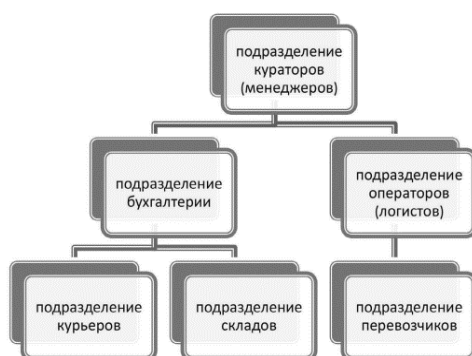 подразделение
кураторов
(менеджеров)
подразделение
бухгалтерии
подразделение
операторов
(логистов)
подразделение
курьеров
подразделение
складов
подразделение
перевозчиков